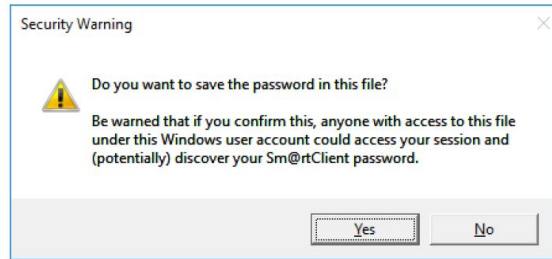 Security Warning
Do you want to save the password in this file?
Be warned that if you confirm this, anyone with access to this file
under this Windows user account could access your session and
(potentially) discover your Sm@rtClient password.
Yes
No